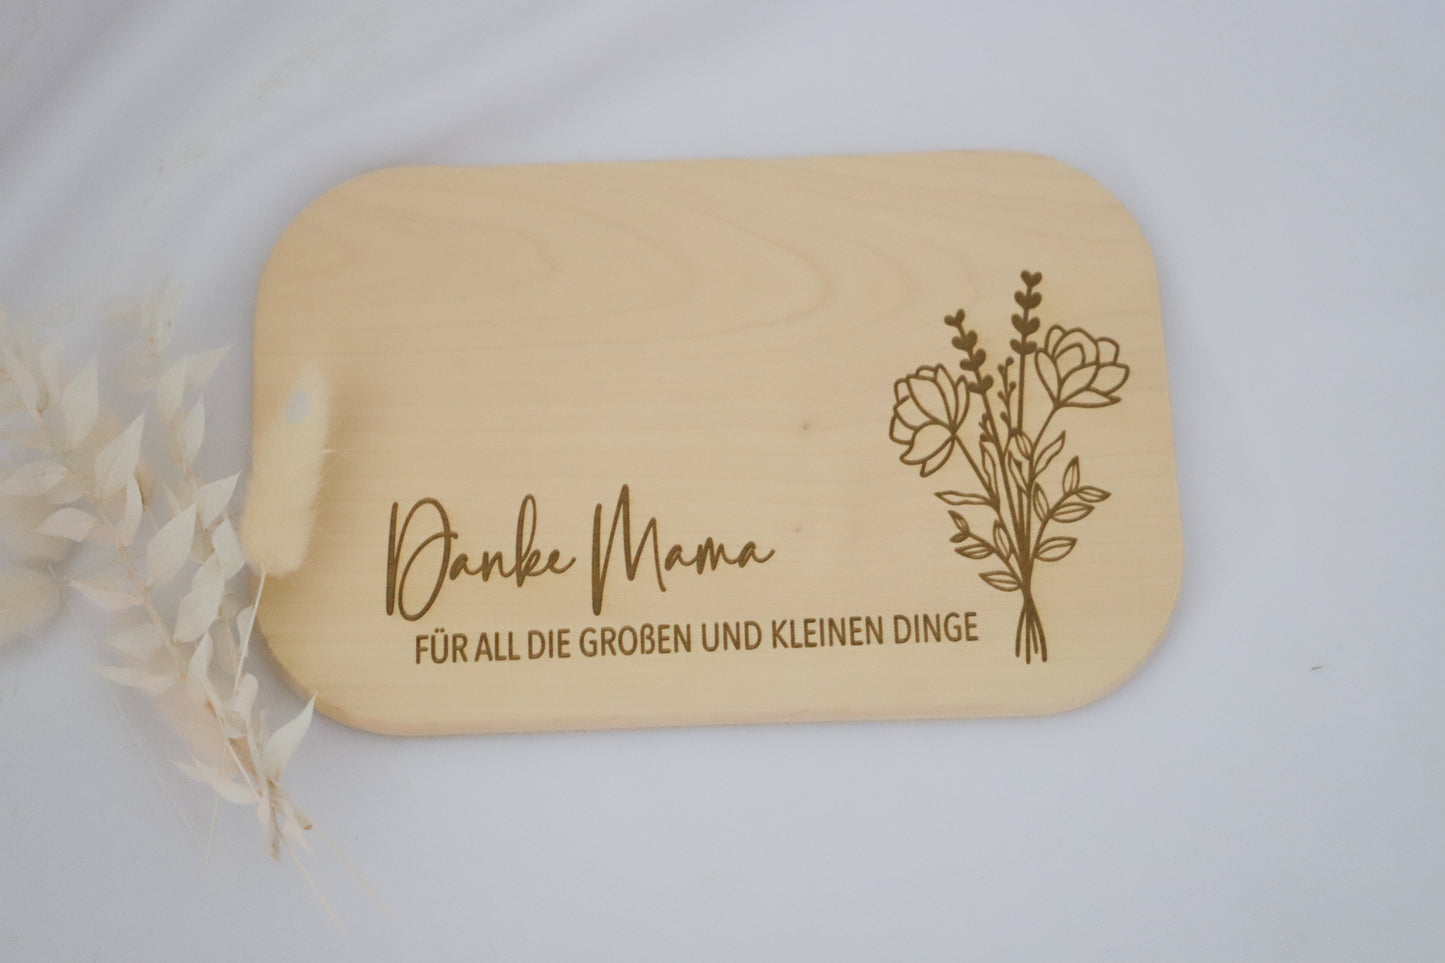 Danke Mama
FÜR ALL DIE GROßEN UND KLEINEN DINGE